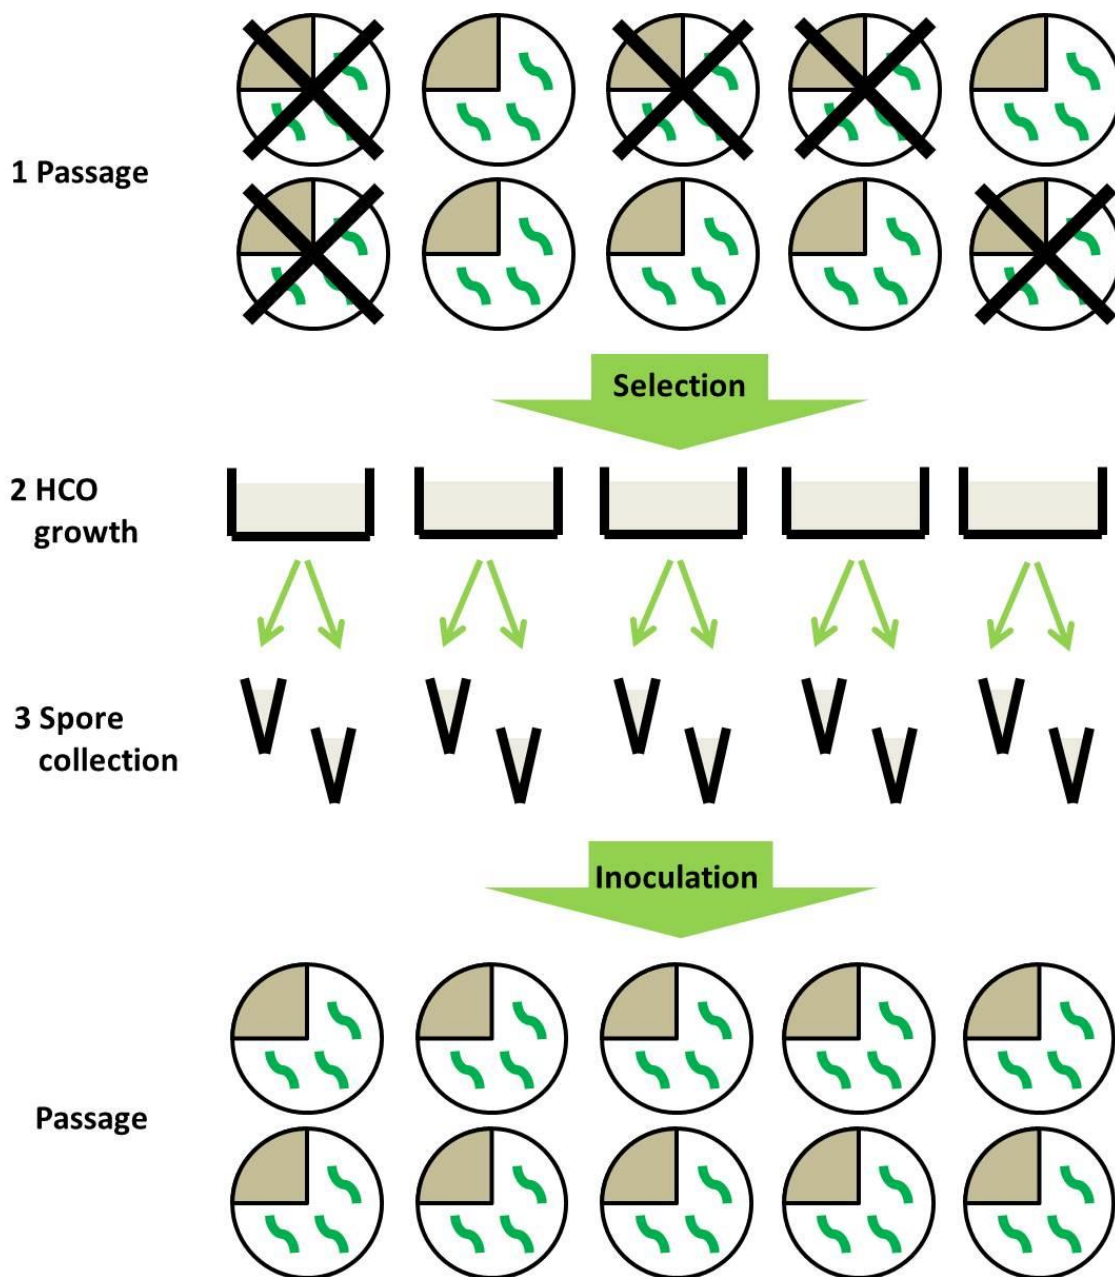 1 Passage
Selection
2 HCO
growth
3 Spore
collection
Inoculation
Passage